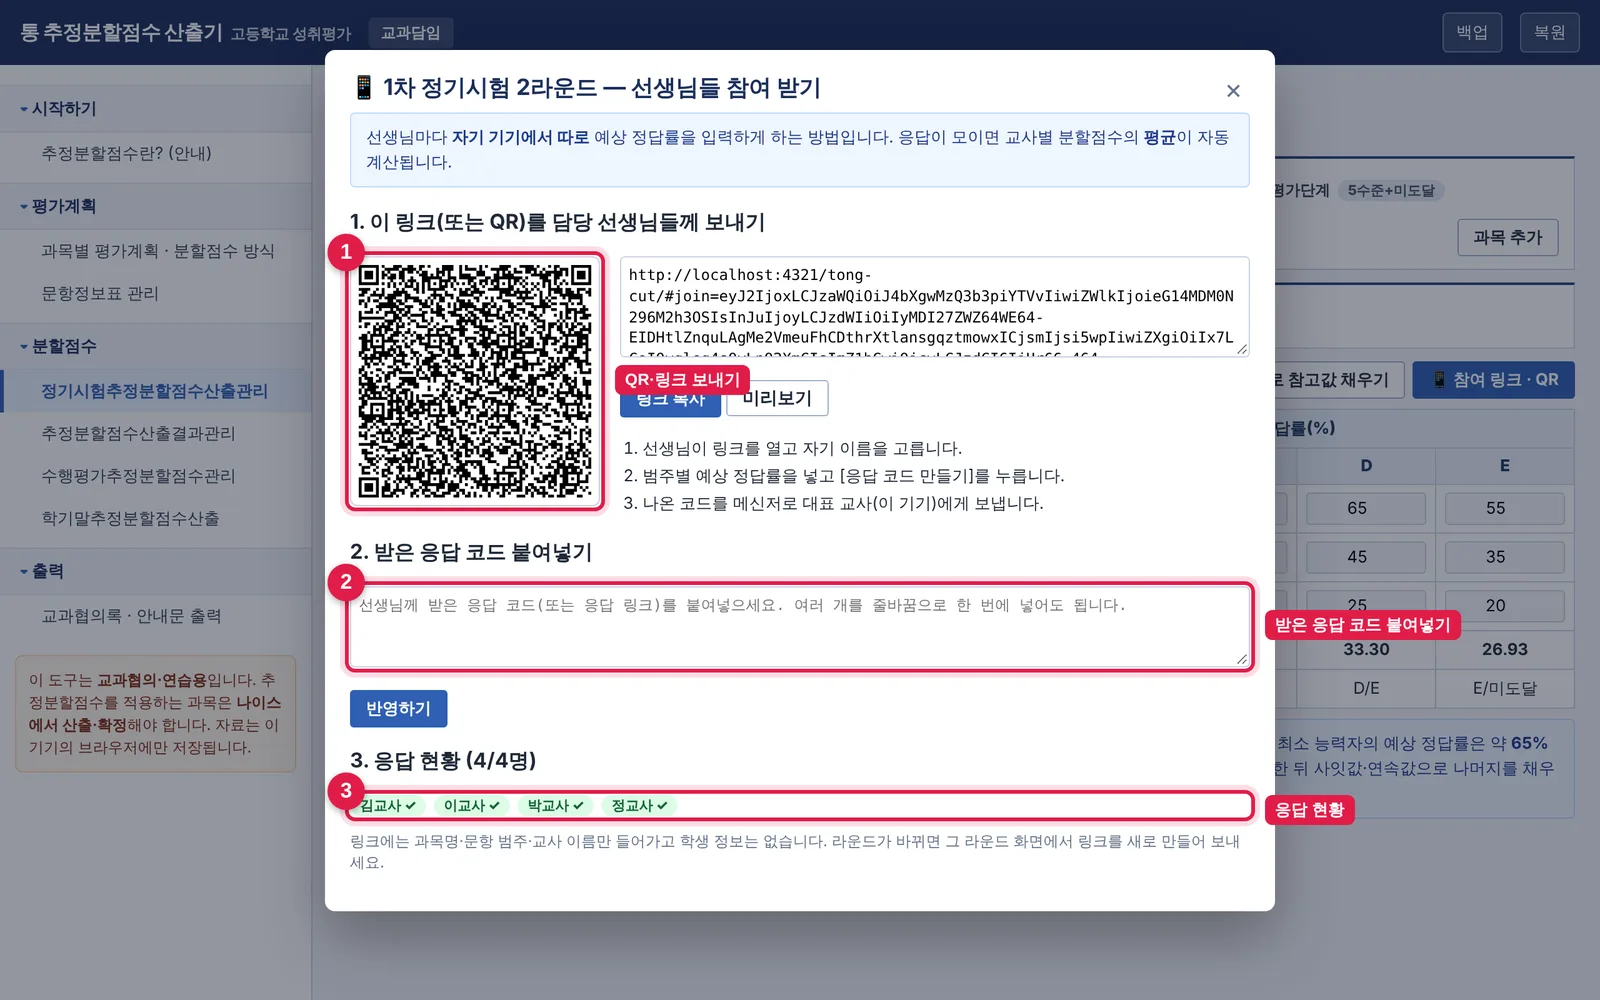 통 추정분할점수 산출기 고등학교 성취평가 교과담임
백업 복원
시작하기
추정분할점수란? (안내)
평가계획
과목별 평가계획 · 분할점수 방식
문항정보표 관리
분할점수
정기시험추정분할점수산출관리
추정분할점수산출결과관리
수행평가추정분할점수관리
학기말추정분할점수산출
출력
교과협의록 · 안내문 출력
이 도구는 교과협의·연습용입니다. 추
정분할점수를 적용하는 과목은 나이스
에서 산출·확정해야 합니다. 자료는 이
기기의 브라우저에만 저장됩니다.
1차 정기시험 2라운드 — 선생님들 참여 받기
×
선생님마다 자기 기기에서 따로 예상 정답률을 입력하게 하는 방법입니다. 응답이 모이면 교사별 분할점수의 평균이 자동
계산됩니다.
1. 이 링크(또는 QR)를 담당 선생님들께 보내기
1
http://localhost:4321/tong-
cut/#join=eyJ2IjoxLCJzaWQiOiJ4bXgwMzQ3b3piYTVvIiwiZWlkIjoieG14MDM0N
296M2h3OSIsInJuIjoyLCJzdWIiOiIyMDI27ZWZ64WE64-
EIDHtlZnquLAgMe2VmeuFhCDthrXtlansgqztmowxICjsmIjsi5wpIiwiZXgiOiIx7L
QR·링크 보내기
링크 복사 미리보기
1. 선생님이 링크를 열고 자기 이름을 고릅니다.
2. 범주별 예상 정답률을 넣고 [응답 코드 만들기]를 누릅니다.
3. 나온 코드를 메신저로 대표 교사(이 기기)에게 보냅니다.
2. 받은 응답 코드 붙여넣기
2
선생님께 받은 응답 코드(또는 응답 링크)를 붙여넣으세요. 여러 개를 줄바꿈으로 한 번에 넣어도 됩니다.
받은 응답 코드 붙여넣기
반영하기
3. 응답 현황 (4/4명)
3
김교사 ✓ 이교사 ✓ 박교사 ✓ 정교사 ✓
응답 현황
링크에는 과목명·문항 범주·교사 이름만 들어가고 학생 정보는 없습니다. 라운드가 바뀌면 그 라운드 화면에서 링크를 새로 만들어 보내
세요.
평가단계 5수준+미도달
과목 추가
로 참고값 채우기 참여 링크 · QR
답률(%)
D E
65 55
45 35
25 20
33.30 26.93
D/E E/미도달
최소 능력자의 예상 정답률은 약 65%
한 뒤 사잇값·연속값으로 나머지를 채우